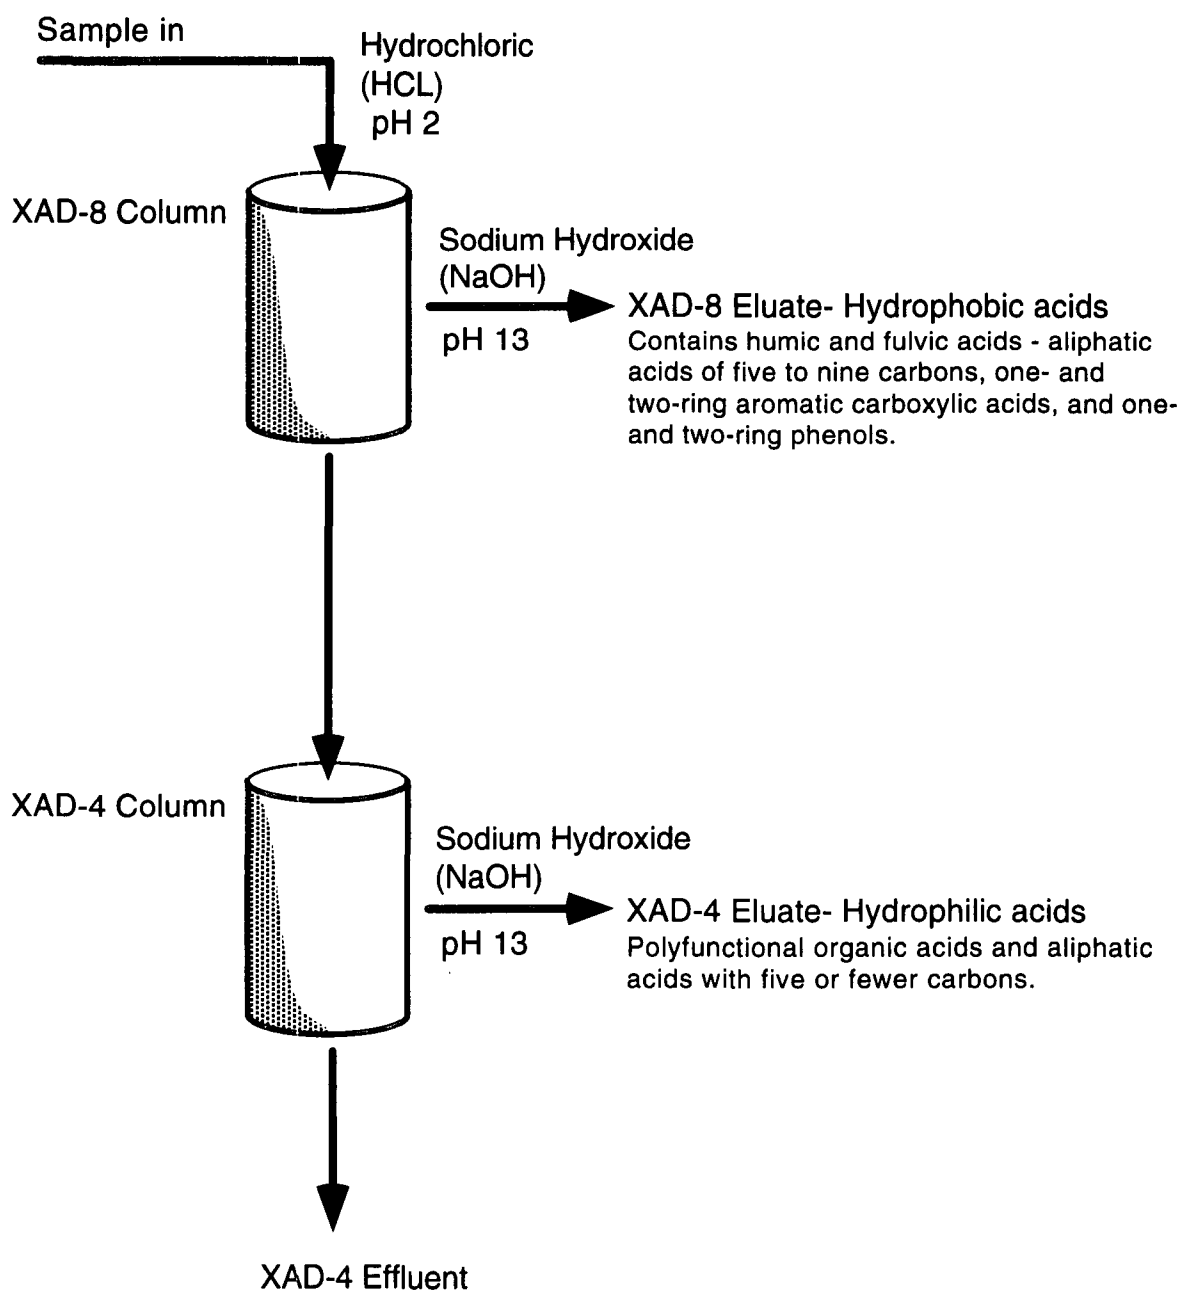 Sample in
Hydrochloric
(HCL)
pH 2
XAD-8 Column
Sodium Hydroxide
(NaOH)
pH 13
XAD-8 Eluate- Hydrophobic acids
Contains humic and fulvic acids - aliphatic
acids of five to nine carbons, one- and
two-ring aromatic carboxylic acids, and one-
and two-ring phenols.
XAD-4 Column
Sodium Hydroxide
(NaOH)
pH 13
XAD-4 Eluate- Hydrophilic acids
Polyfunctional organic acids and aliphatic
acids with five or fewer carbons.
XAD-4 Effluent